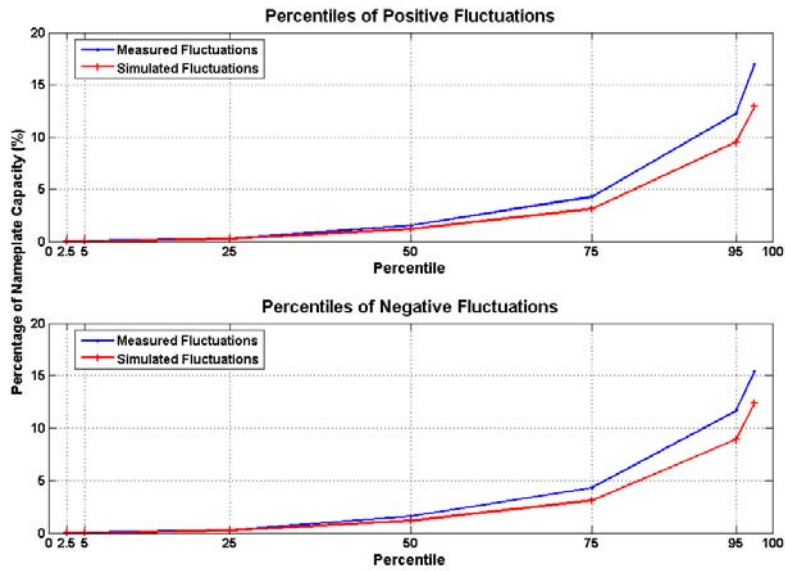 Percentiles of Positive Fluctuations
20
15
10
5
0
Measured Fluctuations
Simulated Fluctuations
0 2.5 5 25 50 75 95 100
Percentile
Percentage of Nameplate Capacity (%)
Percentiles of Negative Fluctuations
20
15
10
5
0
Measured Fluctuations
Simulated Fluctuations
0 2.5 5 25 50 75 95 100
Percentile